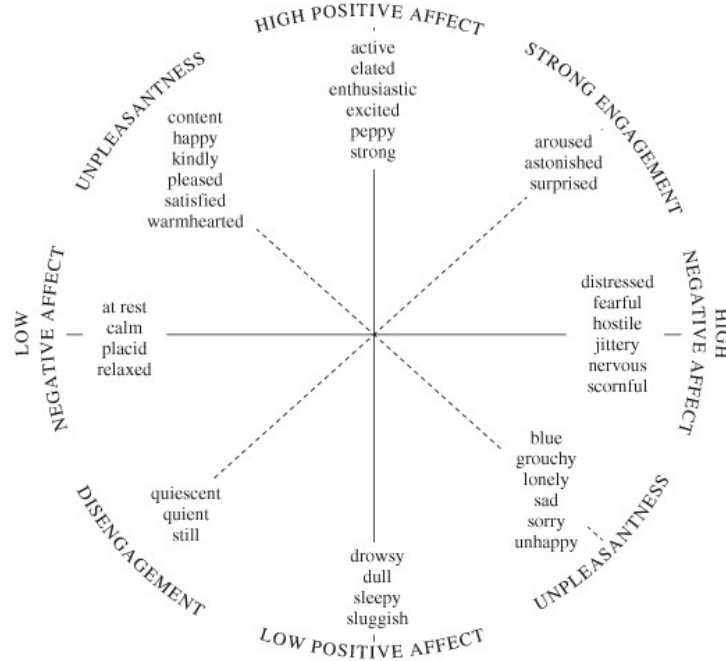 HIGH POSITIVE AFFECT
active
elated
enthusiastic
excited
peppy
strong
STRONG ENGAGEMENT
aroused
astonished
surprised
HIGH
NEGATIVE AFFECT
distressed
fearful
hostile
jittery
nervous
scornful
UNPLEASANTNESS
blue
grouchy
lonely
sad
sorry
unhappy
LOW POSITIVE AFFECT
drowsy
dull
sleepy
sluggish
DISENGAGEMENT
quiescent
quient
still
LOW
NEGATIVE AFFECT
at rest
calm
placid
relaxed
UNPLEASANTNESS
content
happy
kindly
pleased
satisfied
warmhearted